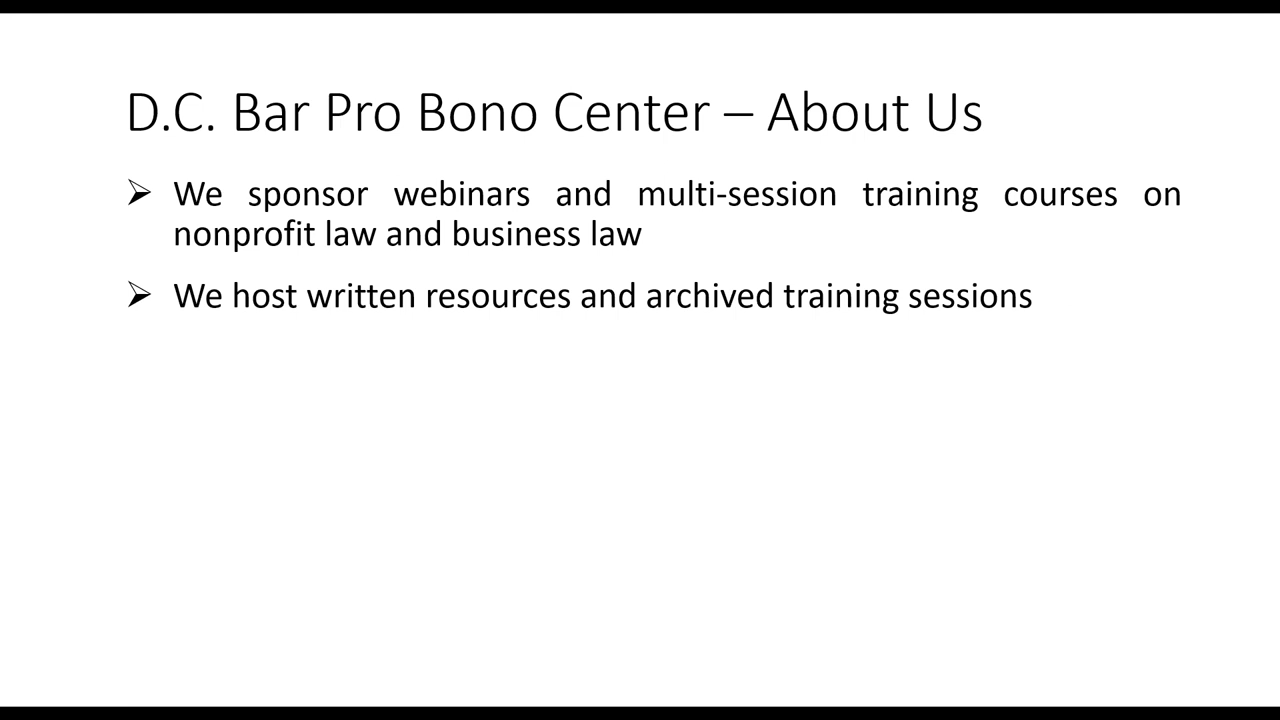 D.C. Bar Pro Bono Center – About Us
➢ We sponsor webinars and multi-session training courses on
nonprofit law and business law
➢ We host written resources and archived training sessions